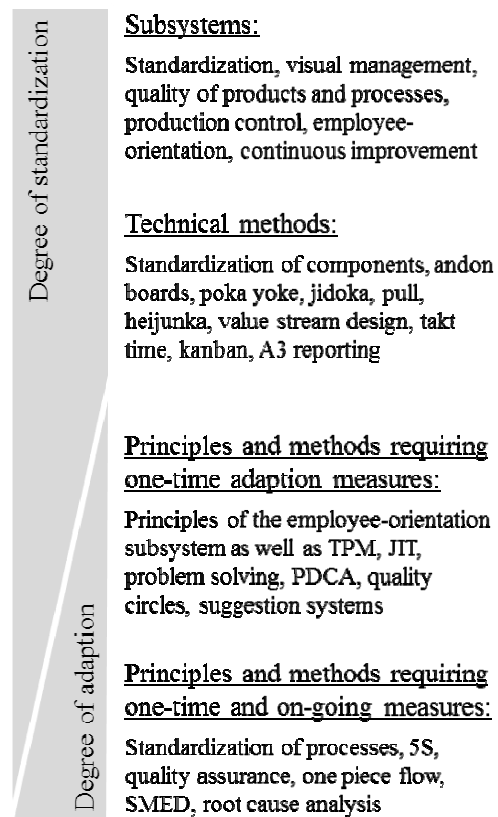 Degree of standardization
Subsystems:
Standardization, visual management,
quality of products and processes,
production control, employee-
orientation, continuous improvement
Technical methods:
Standardization of components, andon
boards, poka yoke, jidoka, pull,
heijunka, value stream design, takt
time, kanban, A3 reporting
Degree of adaption
Principles and methods requiring
one-time adaption measures:
Principles of the employee-orientation
subsystem as well as TPM, JIT,
problem solving, PDCA, quality
circles, suggestion systems
Principles and methods requiring
one-time and on-going measures:
Standardization of processes, 5S,
quality assurance, one piece flow,
SMED, root cause analysis